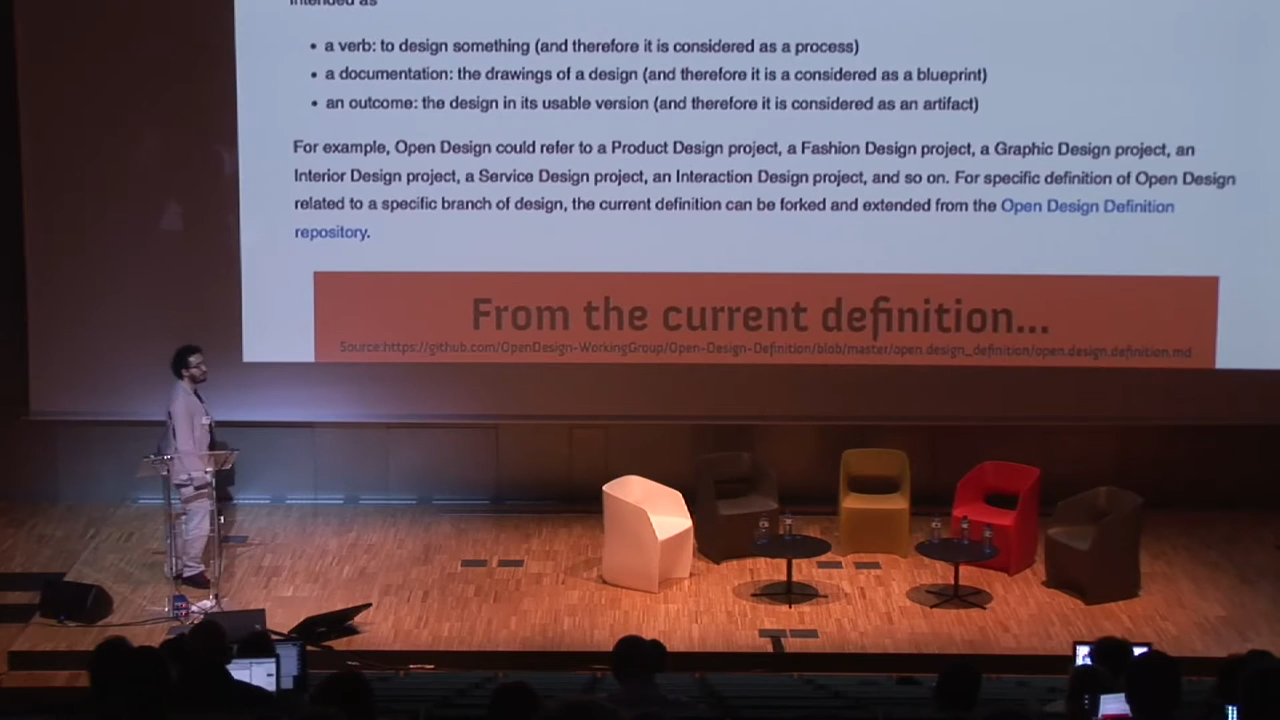 intended as
• a verb: to design something (and therefore it is considered as a process)
• a documentation: the drawings of a design (and therefore it is a considered as a blueprint)
• an outcome: the design in its usable version (and therefore it is considered as an artifact)
For example, Open Design could refer to a Product Design project, a Fashion Design project, a Graphic Design project, an
Interior Design project, a Service Design project, an Interaction Design project, and so on. For specific definition of Open Design
related to a specific branch of design, the current definition can be forked and extended from the Open Design Definition
repository.
From the current definition...
Source:https://github.com/OpenDesign-WorkingGroup/Open-Design-Definition/blob/master/open.design_definition/open.design.definition.md